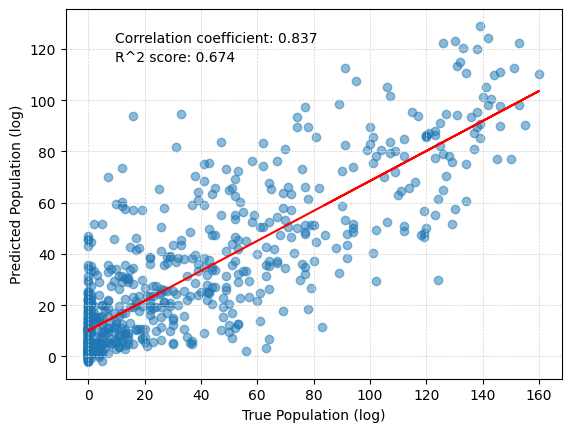 Correlation coefficient: 0.837
R^2 score: 0.674
Predicted Population (log)
120
100
80
60
40
20
0
0 20 40 60 80 100 120 140 160
True Population (log)